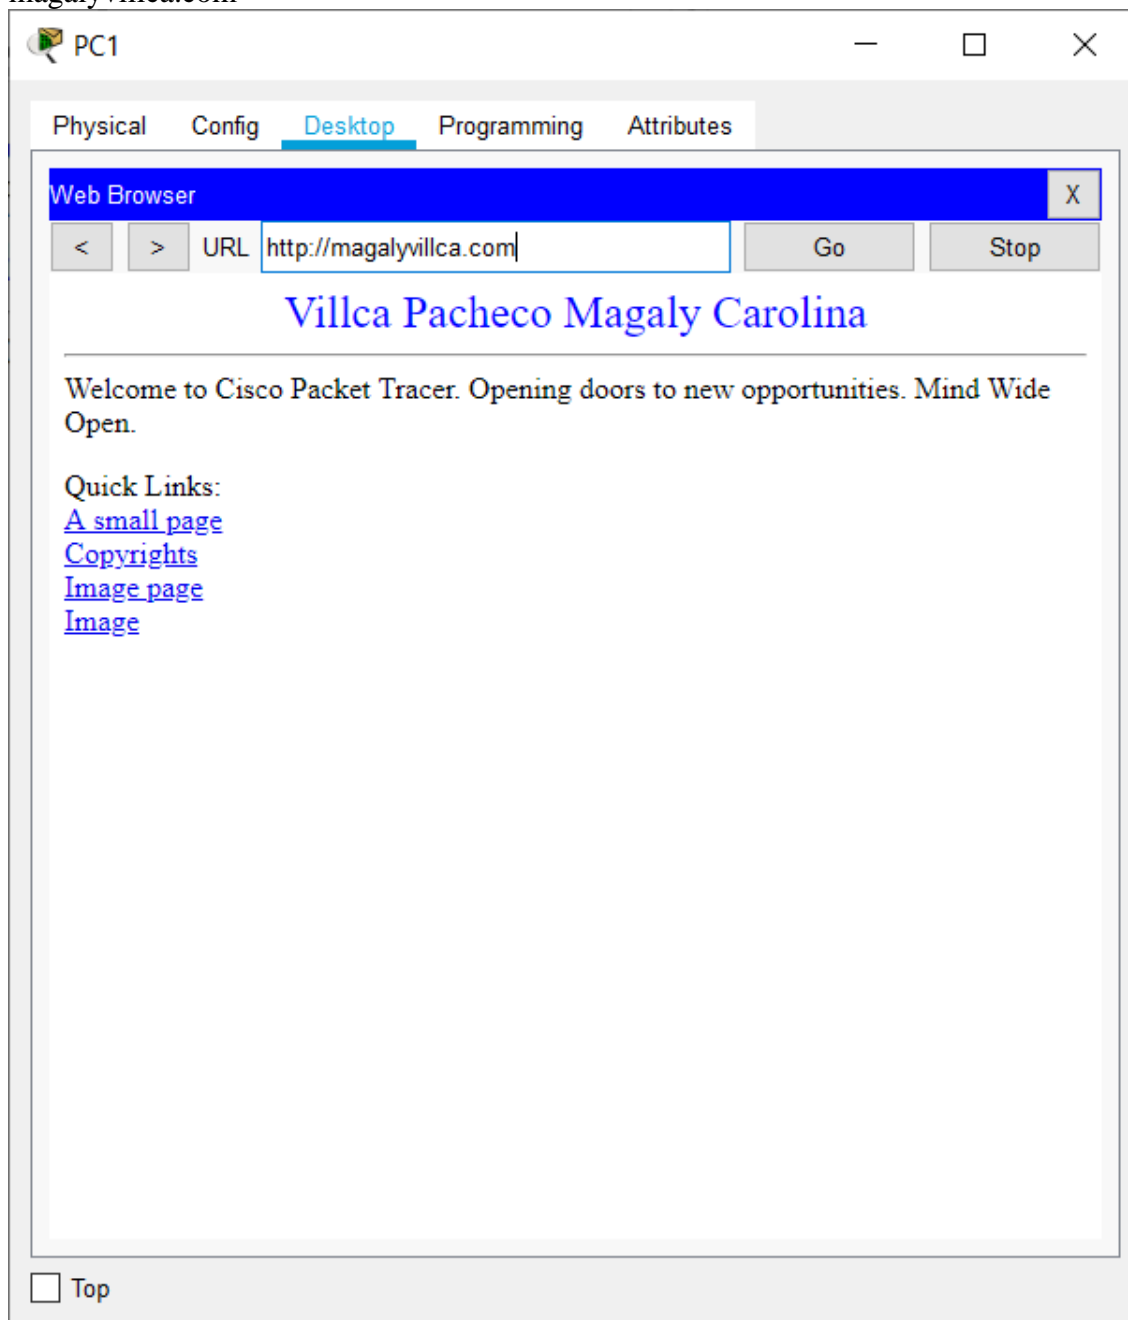 magalyvillca.com
PC1
Physical Config Desktop Programming Attributes
Web Browser X
< > URL http://magalyvillca.com Go Stop
Villca Pacheco Magaly Carolina
Welcome to Cisco Packet Tracer. Opening doors to new opportunities. Mind Wide
Open.
Quick Links:
A small page
Copyrights
Image page
Image
Top